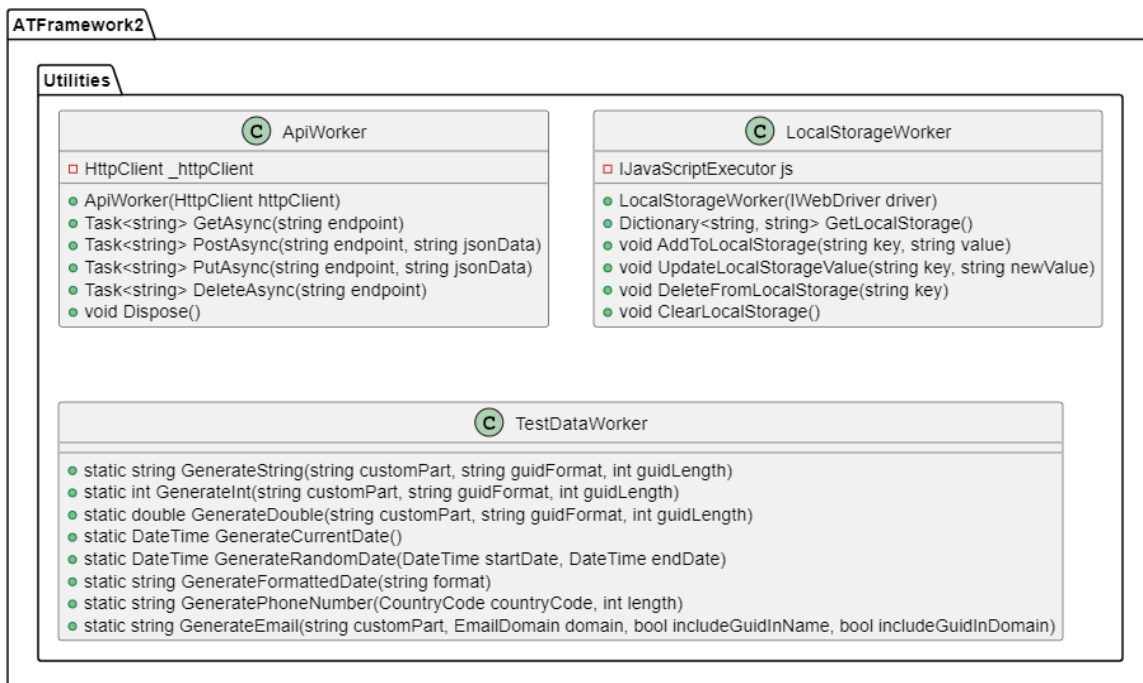 ATFramework2
Utilities
C ApiWorker
HttpClient _httpClient
ApiWorker(HttpClient httpClient)
Task<string> GetAsync(string endpoint)
Task<string> PostAsync(string endpoint, string jsonData)
Task<string> PutAsync(string endpoint, string jsonData)
Task<string> DeleteAsync(string endpoint)
void Dispose()
C LocalStorageWorker
IJavaScriptExecutor js
LocalStorageWorker(IWebDriver driver)
Dictionary<string, string> GetLocalStorage()
void AddToLocalStorage(string key, string value)
void UpdateLocalStorageValue(string key, string newValue)
void DeleteFromLocalStorage(string key)
void ClearLocalStorage()
C TestDataWorker
static string GenerateString(string customPart, string guidFormat, int guidLength)
static int GenerateInt(string customPart, string guidFormat, int guidLength)
static double GenerateDouble(string customPart, string guidFormat, int guidLength)
static DateTime GenerateCurrentDate()
static DateTime GenerateRandomDate(DateTime startDate, DateTime endDate)
static string GenerateFormattedDate(string format)
static string GeneratePhoneNumber(CountryCode countryCode, int length)
static string GenerateEmail(string customPart, EmailDomain domain, bool includeGuidInName, bool includeGuidInDomain)